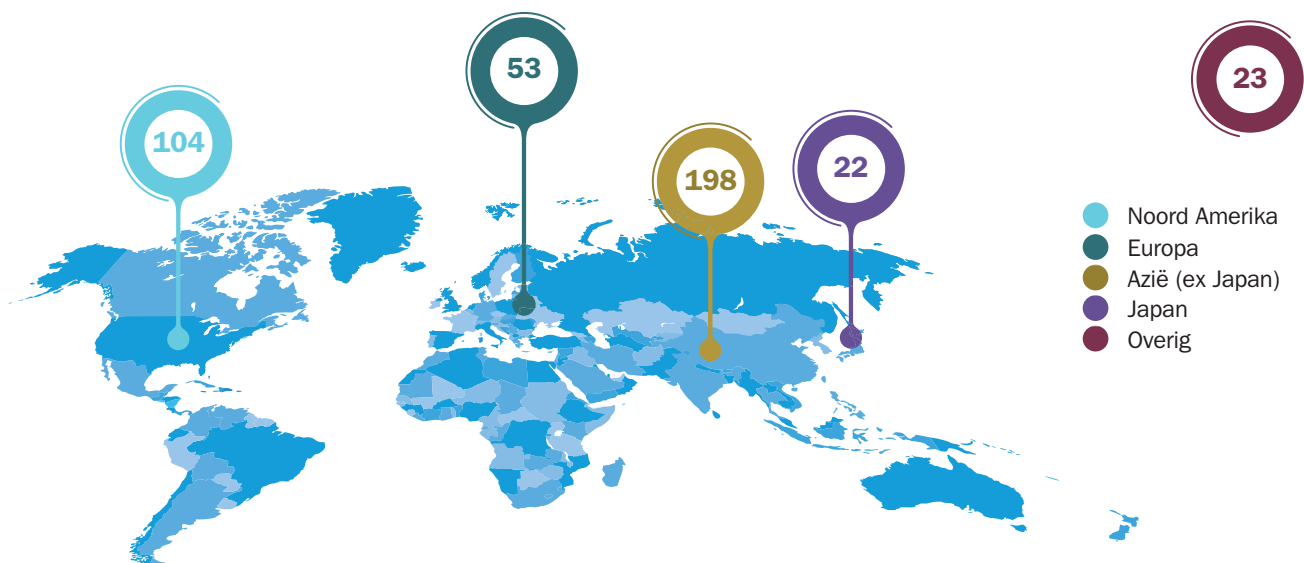 104
53
198
22
23
Noord Amerika
Europa
Azië (ex Japan)
Japan
Overig